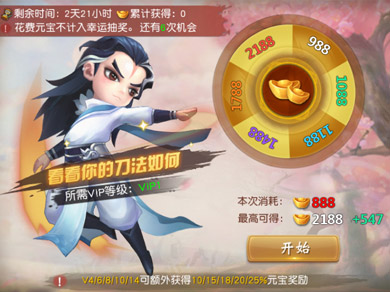 剩余时间：2天21小时 累计获得：0
花费元宝不计入幸运抽奖。还有6次机会
2188
988
1088
1188
1488
1788
看看你的刀法如何
所需VIP等级：VIP1
本次消耗：888
最高可得：2188 +547
开始
V4/6/8/10/14可额外获得10/15/18/20/25%元宝奖励